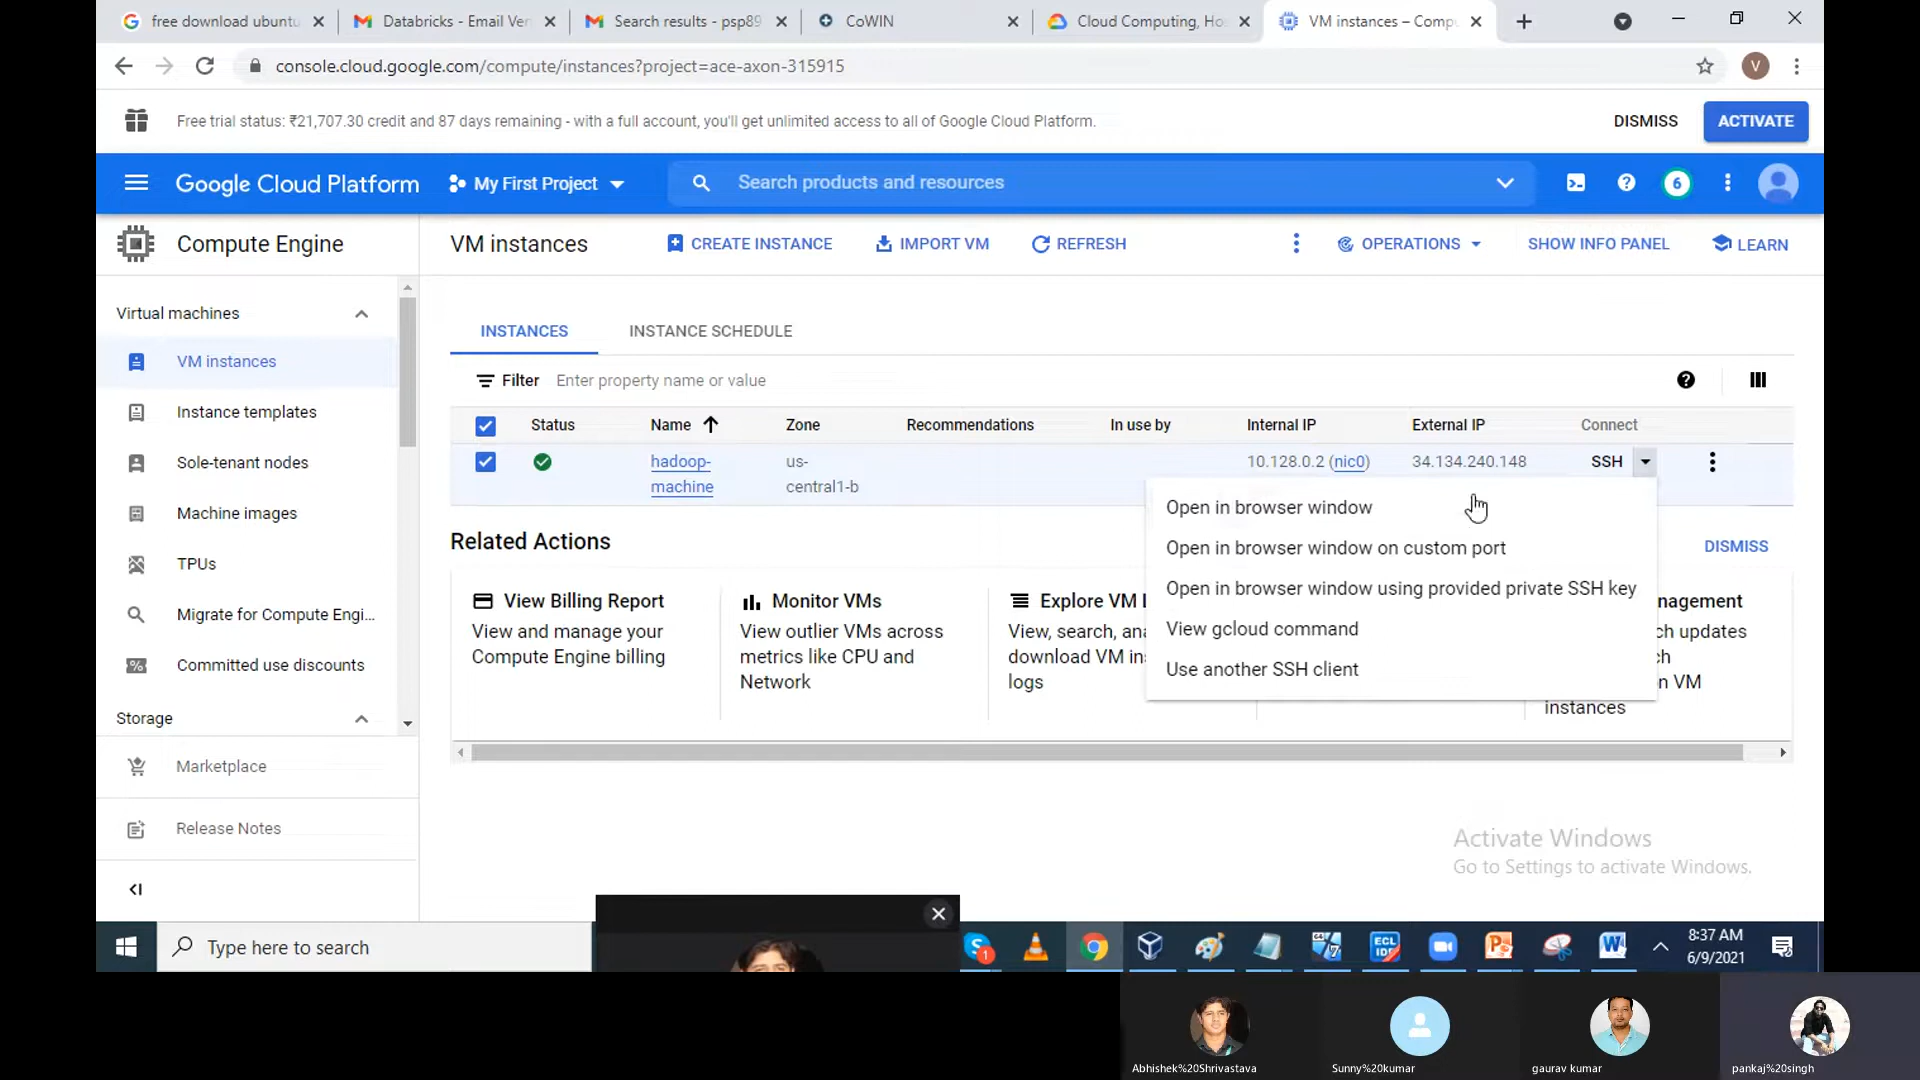 free download ubuntu
Databricks - Email Ver
Search results - psp89
CoWIN
Cloud Computing, Ho
VM instances – Compu
console.cloud.google.com/compute/instances?project=ace-axon-315915
V
Free trial status: ₹21,707.30 credit and 87 days remaining - with a full account, you'll get unlimited access to all of Google Cloud Platform.
DISMISS
ACTIVATE
Google Cloud Platform
My First Project
Search products and resources
6
Compute Engine
VM instances
CREATE INSTANCE
IMPORT VM
REFRESH
OPERATIONS
SHOW INFO PANEL
LEARN
Virtual machines
VM instances
Instance templates
Sole-tenant nodes
Machine images
TPUs
Migrate for Compute Engi...
Committed use discounts
Storage
Marketplace
Release Notes
INSTANCES
INSTANCE SCHEDULE
Filter
Enter property name or value
Status
Name
Zone
Recommendations
In use by
Internal IP
External IP
Connect
hadoop-
machine
us-
central1-b
10.128.0.2 (nic0)
34.134.240.148
SSH
Open in browser window
Open in browser window on custom port
Open in browser window using provided private SSH key
View gcloud command
Use another SSH client
Related Actions
DISMISS
View Billing Report
View and manage your
Compute Engine billing
Monitor VMs
View outlier VMs across
metrics like CPU and
Network
Explore VM
View, search, ana
download VM in
logs
nagement
ch updates
ch
n VM
instances
Activate Windows
Go to Settings to activate Windows.
Type here to search
1
64
7
ECL
IDE
8:37 AM
6/9/2021
Abhishek%20Shrivastava
Sunny%20kumar
gaurav kumar
pankaj%20singh